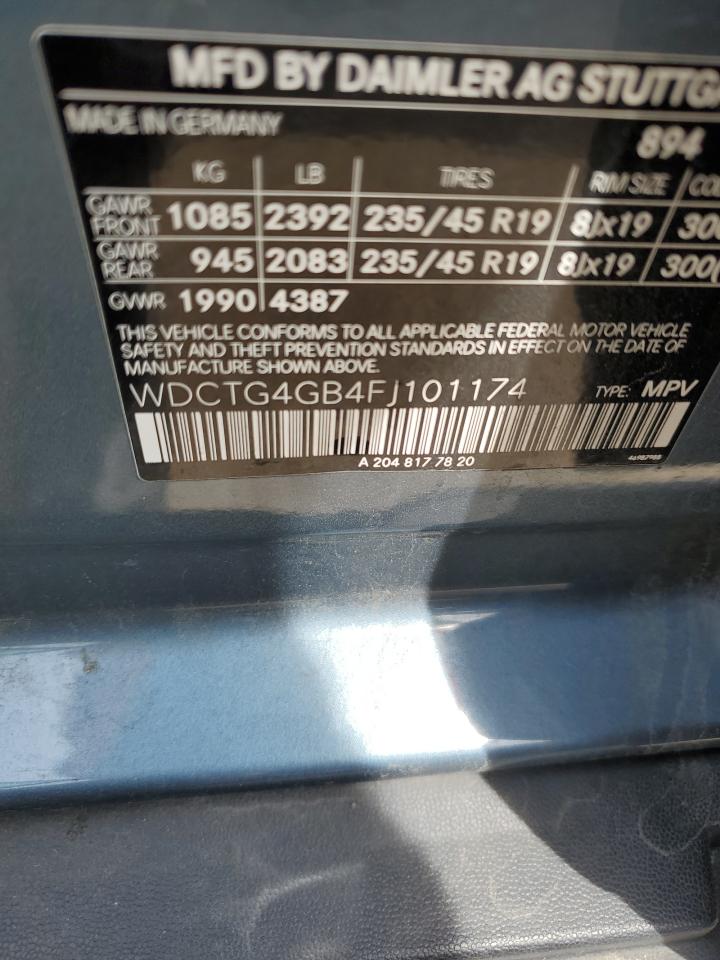 MFD BY DAIMLER AG
MADE IN GERMANY
894
KG LB TIRES RIM SIZE
GAWR FRONT 1085 2392 235/45 R19 8Jx19
GAWR REAR 945 2083 235/45 R19 8Jx19
GVWR 1990 4387
THIS VEHICLE CONFORMS TO ALL APPLICABLE FEDERAL MOTOR VEHICLE
SAFETY AND THEFT PREVENTION STANDARDS IN EFFECT ON THE DATE OF
MANUFACTURE SHOWN ABOVE.
WDCTG4GB4FJ101174 TYPE: MPV
A 204 817 78 20